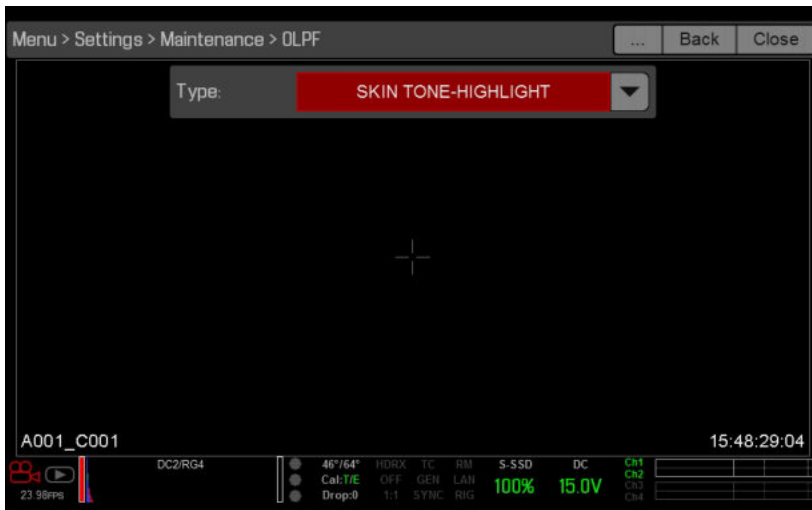 Menu > Settings > Maintenance > OLPF ... Back Close
Type: SKIN TONE-HIGHLIGHT
A001_C001 15:48:29:04
DC2/RG4 46°/64° HDRX TC RM S-SSD DC Ch1
Cal:T/E OFF GEN LAN 100% 15.0V Ch2
23.98FPS Drop:0 1:1 SYNC RIG Ch3
Ch4